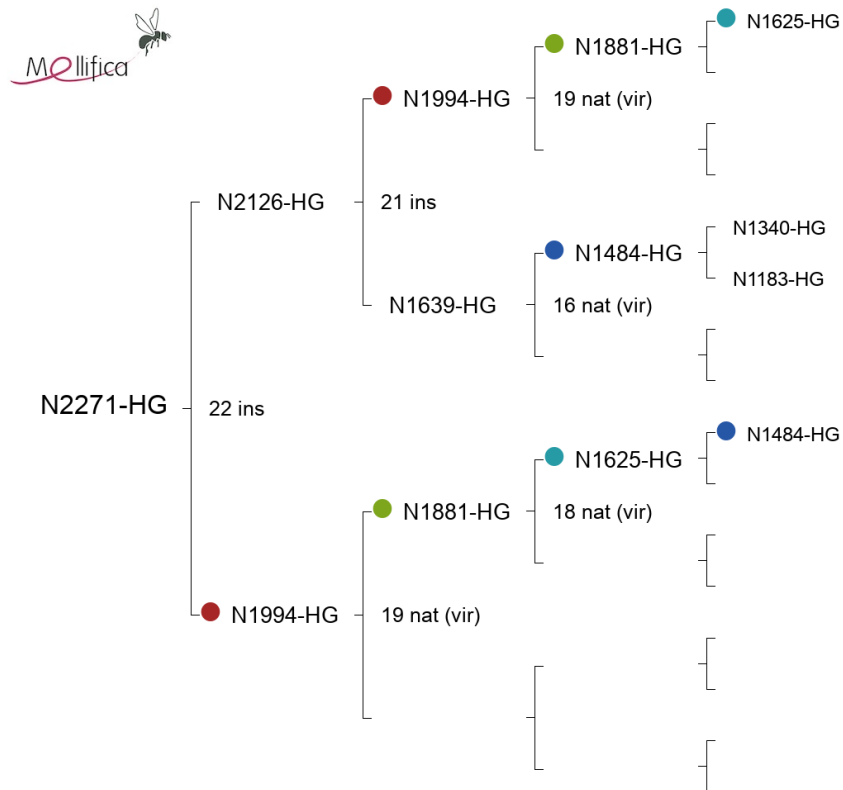 Mellifica
N1625-HG
N1881-HG
N1994-HG
19 nat (vir)
N2126-HG
21 ins
N1340-HG
N1484-HG
N1183-HG
N1639-HG
16 nat (vir)
N2271-HG
22 ins
N1484-HG
N1625-HG
N1881-HG
18 nat (vir)
N1994-HG
19 nat (vir)